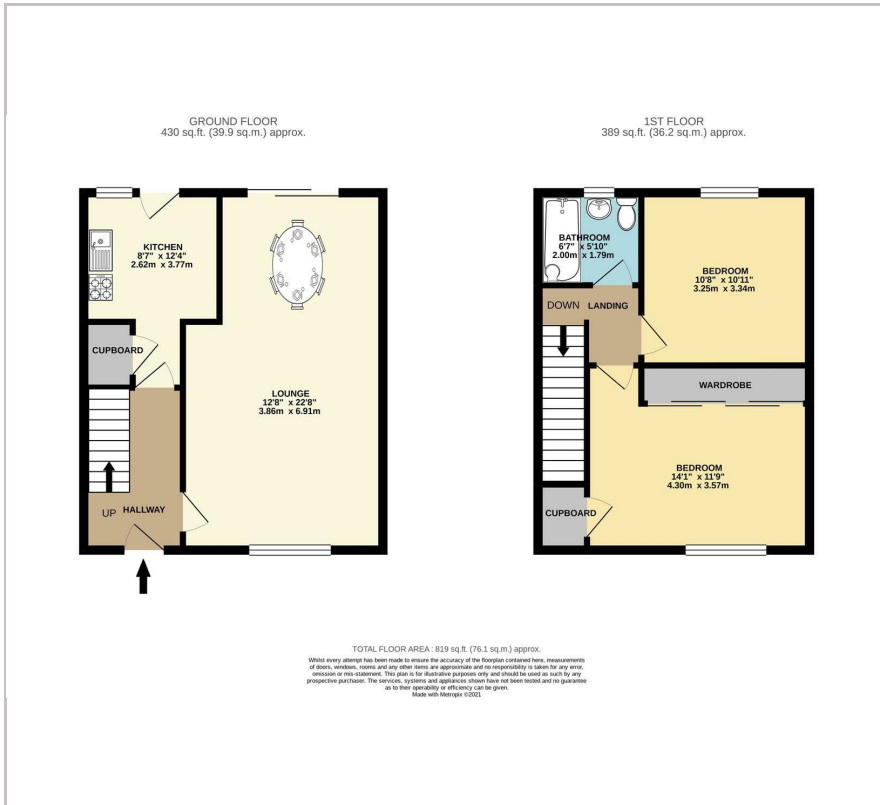 GROUND FLOOR
430 sq.ft. (39.9 sq.m.) approx.
KITCHEN
8'7" x 12'4"
2.62m x 3.77m
CUPBOARD
LOUNGE
12'8" x 22'8"
3.86m x 6.91m
UP
HALLWAY
1ST FLOOR
389 sq.ft. (36.2 sq.m.) approx.
BATHROOM
6'7" x 5'10"
2.00m x 1.79m
BEDROOM
10'8" x 10'11"
3.25m x 3.34m
DOWN
LANDING
WARDROBE
BEDROOM
14'1" x 11'9"
4.30m x 3.57m
CUPBOARD
TOTAL FLOOR AREA : 819 sq.ft. (76.1 sq.m.) approx.
Whilst every attempt has been made to ensure the accuracy of the floorplan contained here, measurements
of doors, windows, rooms and any other items are approximate and no responsibility is taken for any error,
omission or mis-statement. This plan is for illustrative purposes only and should be used as such by any
prospective purchaser. The services, systems and appliances shown have not been tested and no guarantee
as to their operability or efficiency can be given.
Made with Metropix ©2021